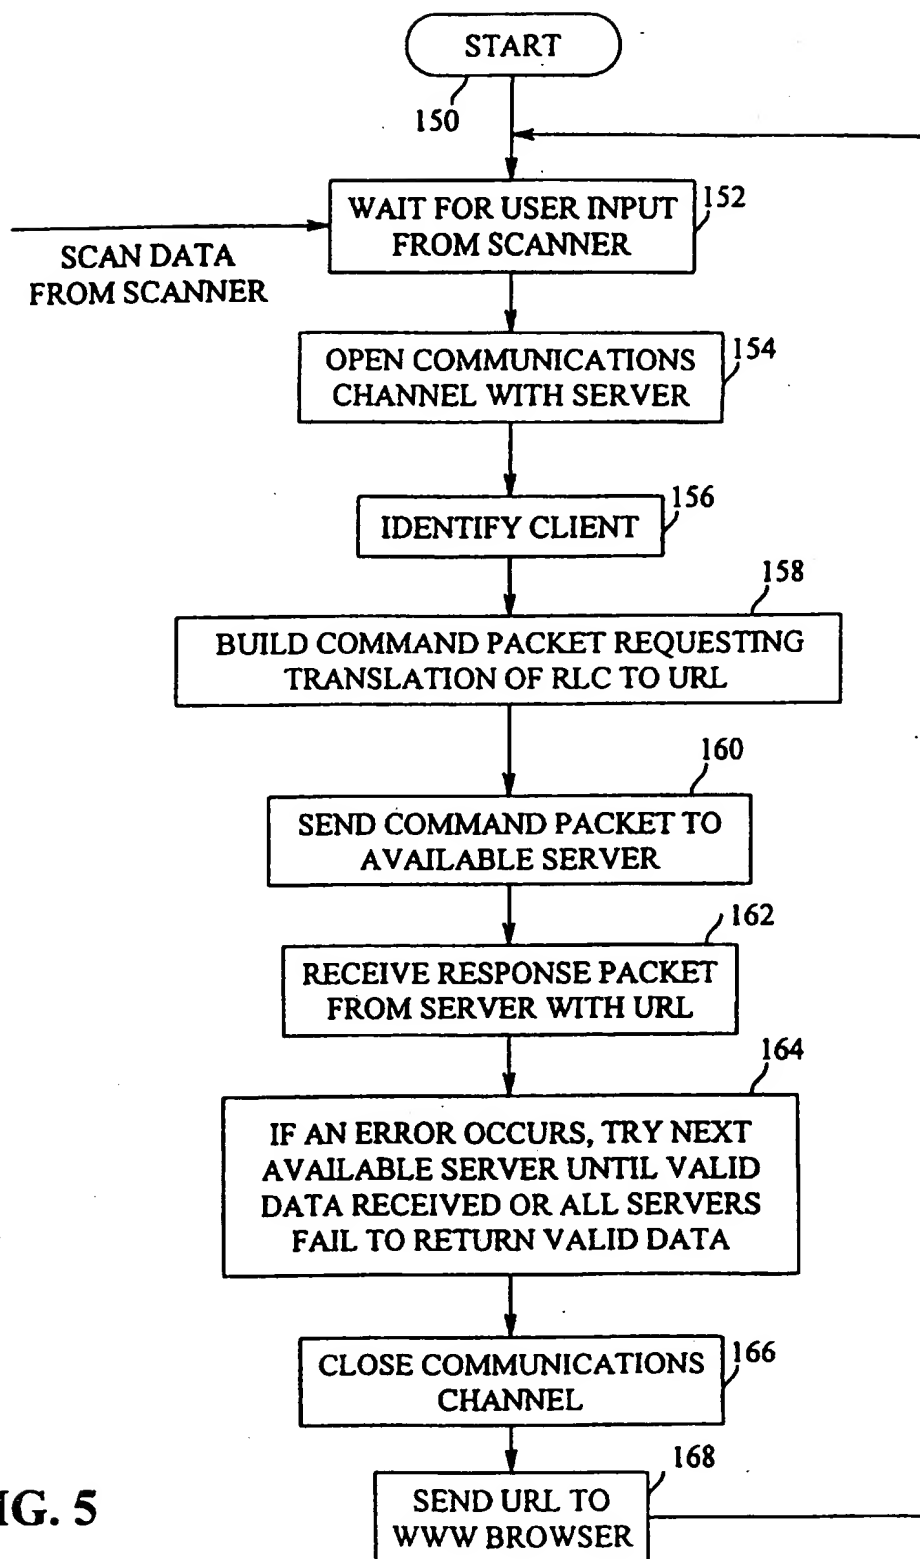 START
150
WAIT FOR USER INPUT
FROM SCANNER
152
SCAN DATA
FROM SCANNER
OPEN COMMUNICATIONS
CHANNEL WITH SERVER
154
IDENTIFY CLIENT
156
158
BUILD COMMAND PACKET REQUESTING
TRANSLATION OF RLC TO URL
160
SEND COMMAND PACKET TO
AVAILABLE SERVER
162
RECEIVE RESPONSE PACKET
FROM SERVER WITH URL
164
IF AN ERROR OCCURS, TRY NEXT
AVAILABLE SERVER UNTIL VALID
DATA RECEIVED OR ALL SERVERS
FAIL TO RETURN VALID DATA
CLOSE COMMUNICATIONS
CHANNEL
166
SEND URL TO
WWW BROWSER
168
IG. 5